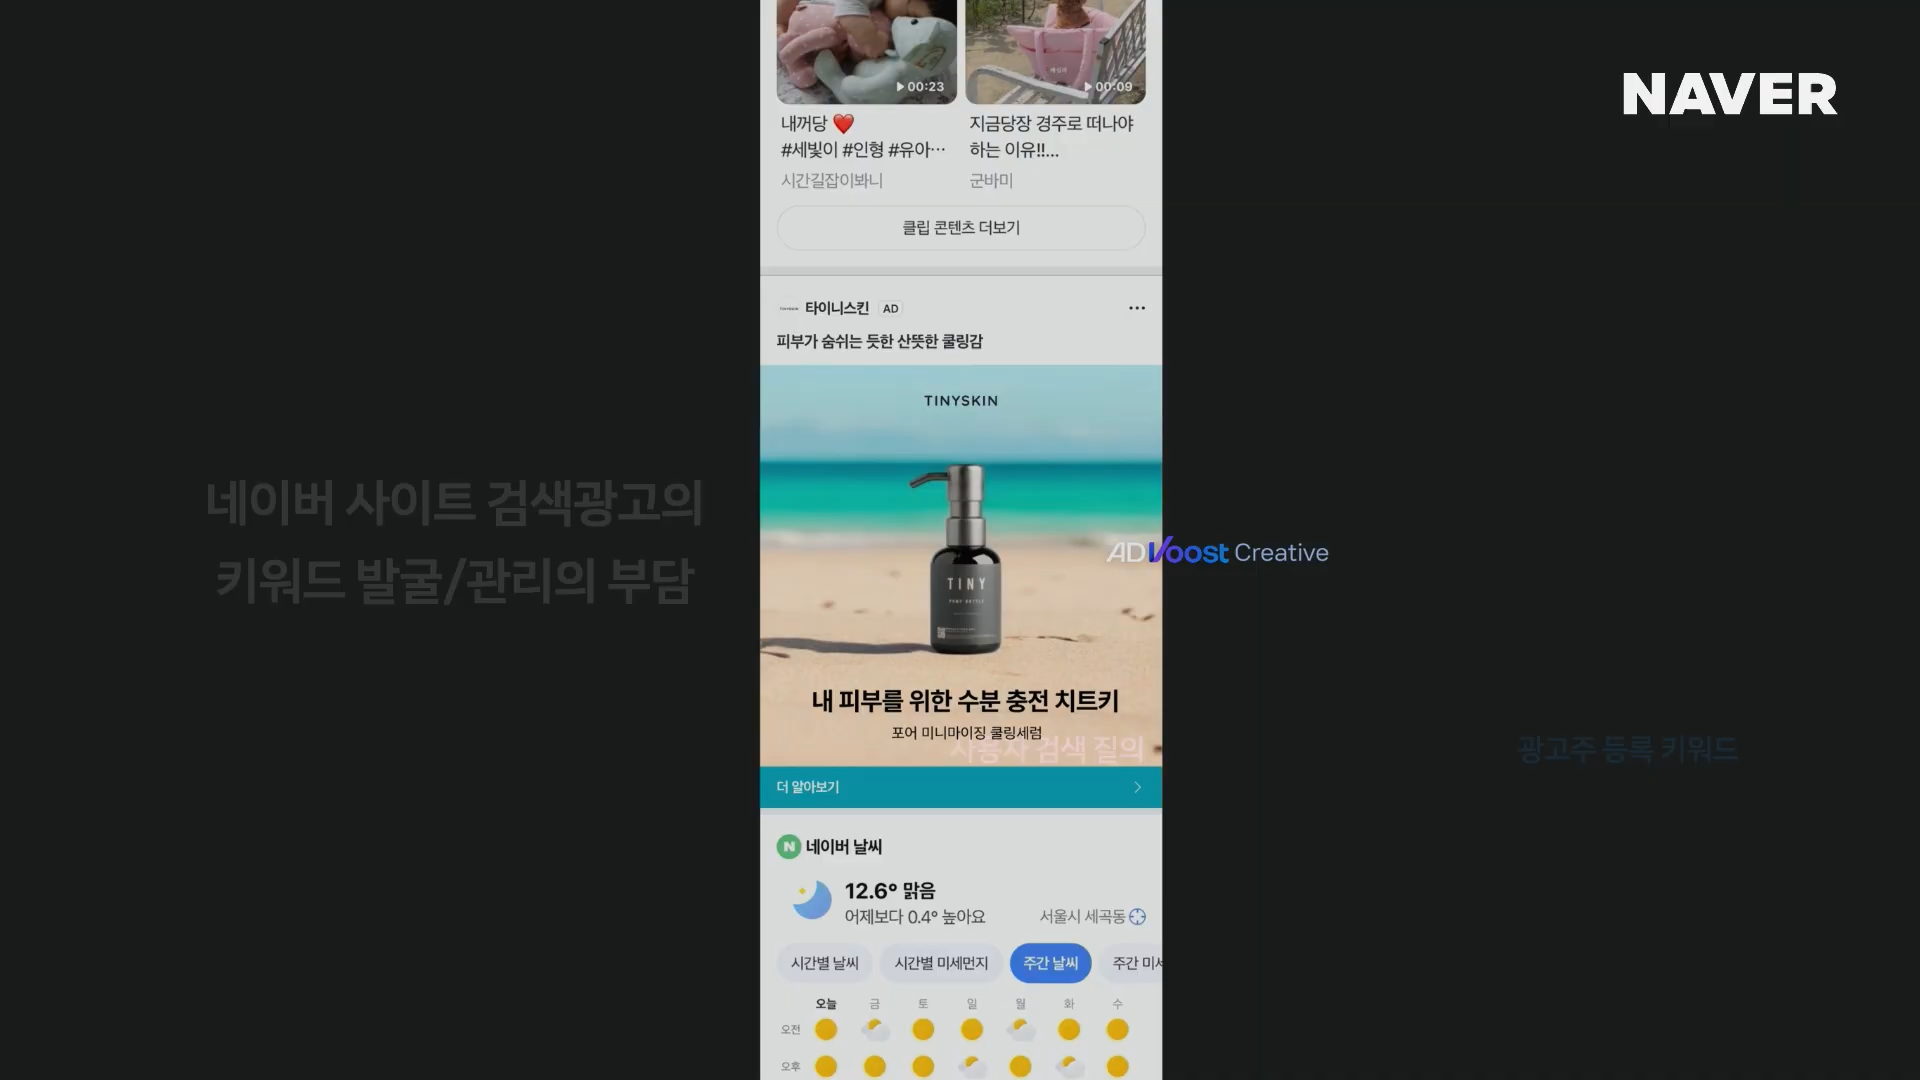 NAVER
00:23
00:09
내꺼당 ❤️
#세빛이 #인형 #유아…
시간길잡이봐니
지금당장 경주로 떠나야
하는 이유!!...
군바미
클립 콘텐츠 더보기
타이니스킨 AD
피부가 숨쉬는 듯한 산뜻한 쿨링감
TINYSKIN
네이버 사이트 검색광고의
키워드 발굴/관리의 부담
ADVoost Creative
TINY
내 피부를 위한 수분 충전 치트키
포어 미니마이징 쿨링세럼
사용자 검색 질의
광고주 등록 키워드
더 알아보기
N 네이버 날씨
12.6° 맑음
어제보다 0.4° 높아요
서울시 세곡동
시간별 날씨 시간별 미세먼지 주간 날씨 주간 미세
오늘 금 토 일 월 화 수
오전
오후